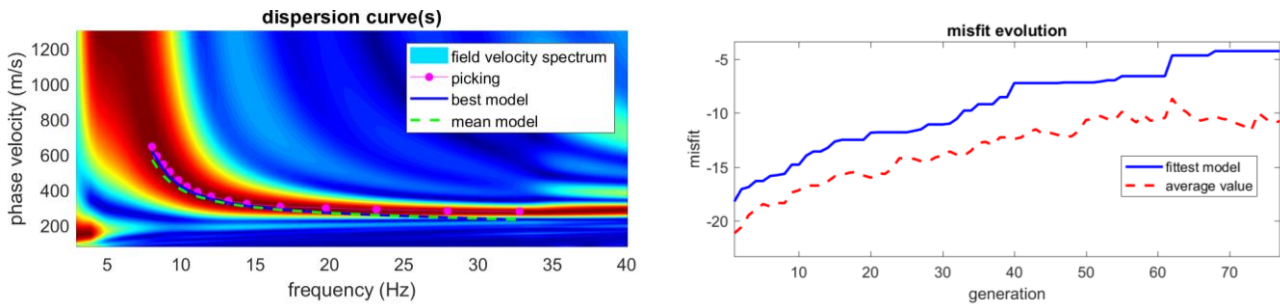 dispersion curve(s)
phase velocity (m/s)
1200
1000
800
600
400
200
field velocity spectrum
picking
best model
mean model
5 10 15 20 25 30 35 40
frequency (Hz)
misfit evolution
misfit
-5
-10
-15
-20
fittest model
average value
10 20 30 40 50 60 70
generation